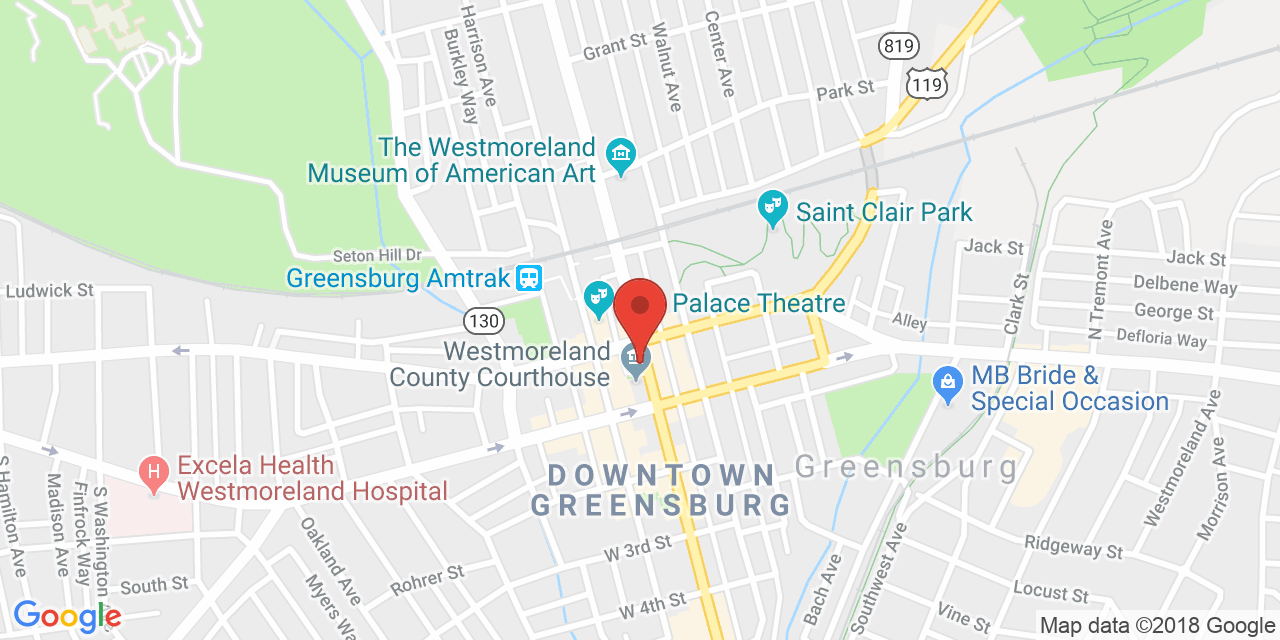 Grant St
Harrison Ave
Burkley Way
Walnut Ave
Center Ave
819
119
Park St
The Westmoreland
Museum of American Art
Saint Clair Park
Seton Hill Dr
Greensburg Amtrak
Ludwick St
130
Palace Theatre
Westmoreland
County Courthouse
Jack St
Jack St
Delbene Way
George St
Defloria Way
Alley
Clark St
N Tremont Ave
MB Bride &
Special Occasion
Excela Health
Westmoreland Hospital
DOWNTOWN
GREENSBURG
Greensburg
S Hamilton Ave
Madison Ave
Finfrock Way
S Washington Ave
South St
Oakland Ave
Myers Wa
Rohrer St
W 3rd St
W 4th St
Bach Ave
Southwest Ave
Ridgeway St
Locust St
Vine St
Westmoreland Ave
Morrison Ave
H
Google
Map data ©2018 Google